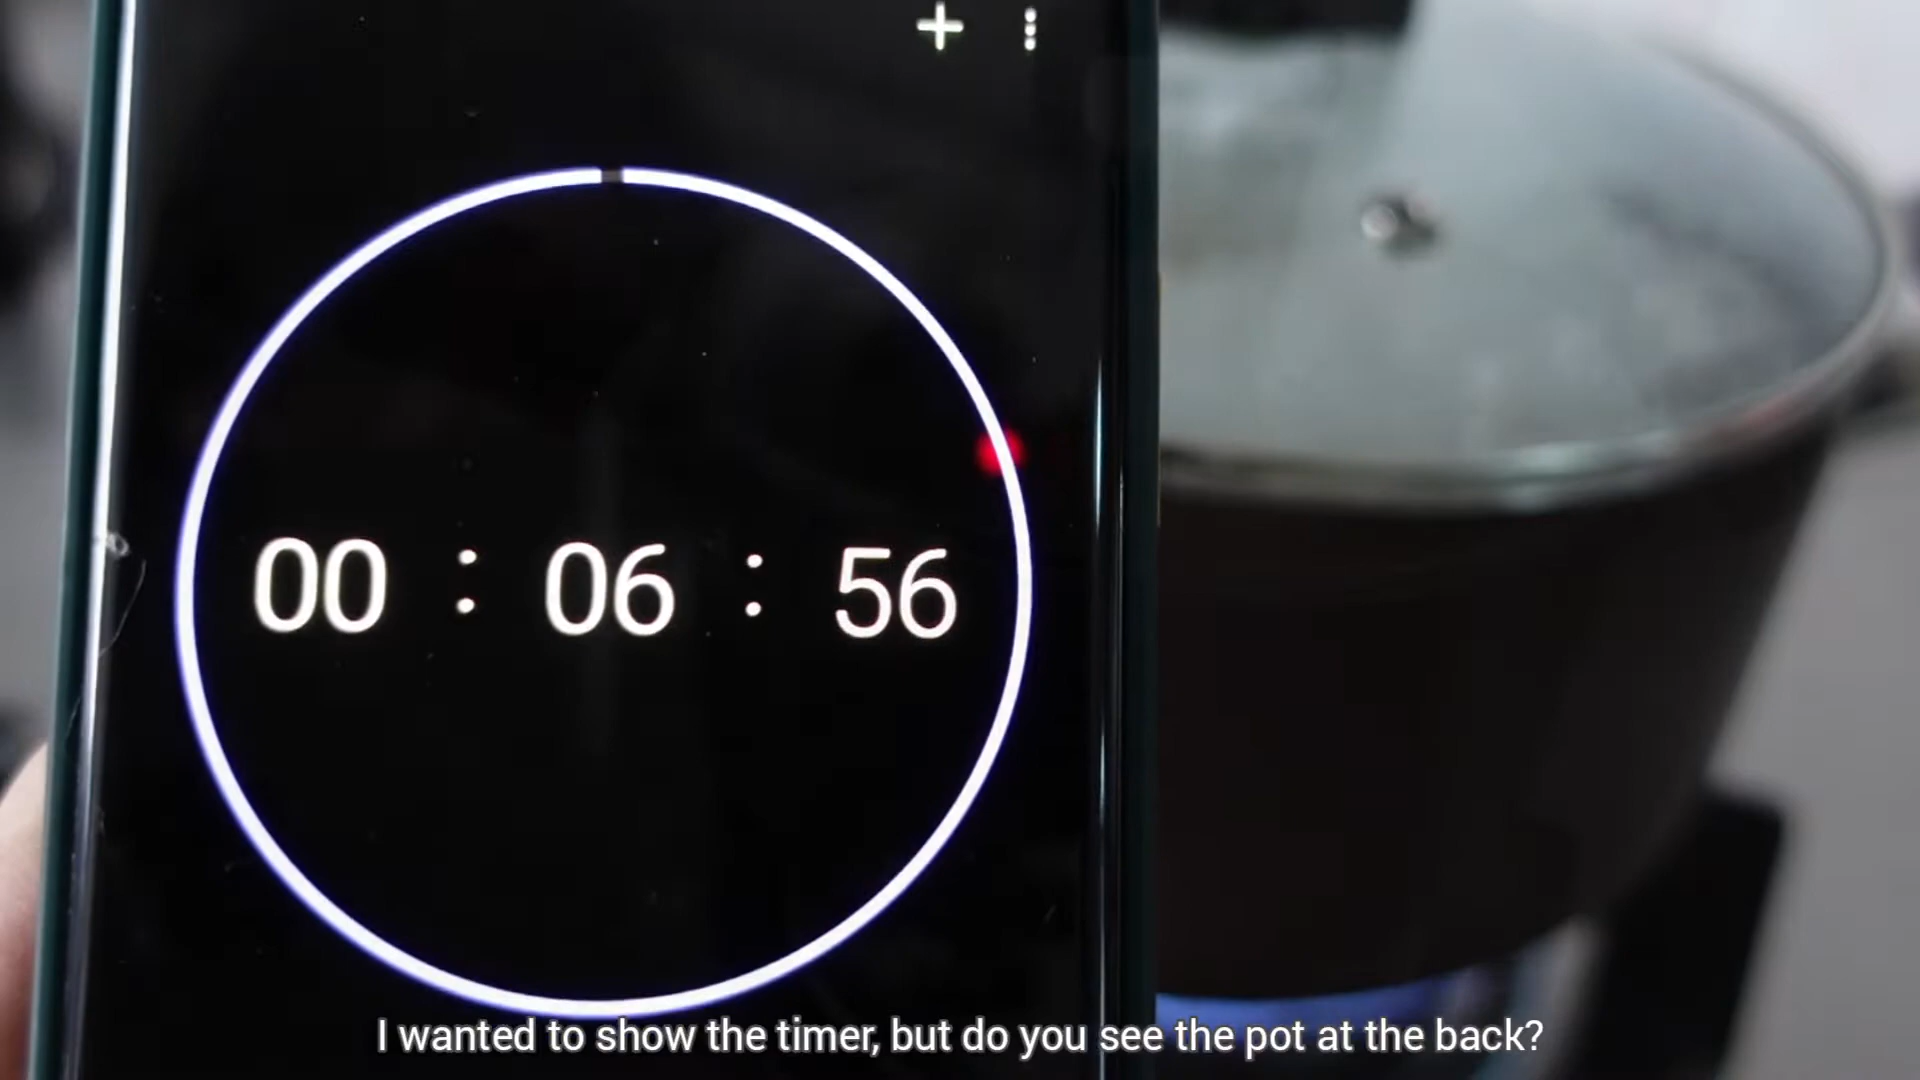 00 : 06 : 56
I wanted to show the timer, but do you see the pot at the back?